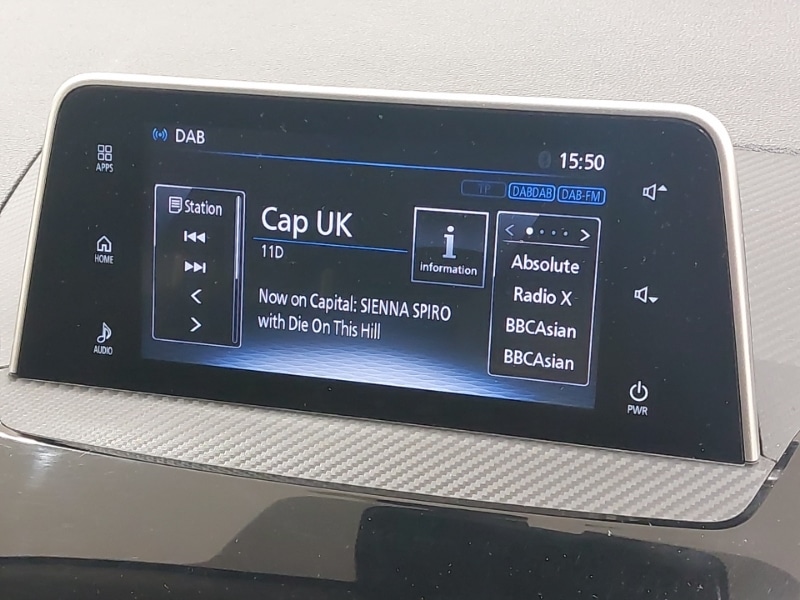 DAB
15:50
TP
DABDAB
DAB-FM
APPS
HOME
AUDIO
Station
Cap UK
11D
Now on Capital: SIENNA SPIRO
with Die On This Hill
i
information
Absolute
Radio X
BBCAsian
BBCAsian
PWR